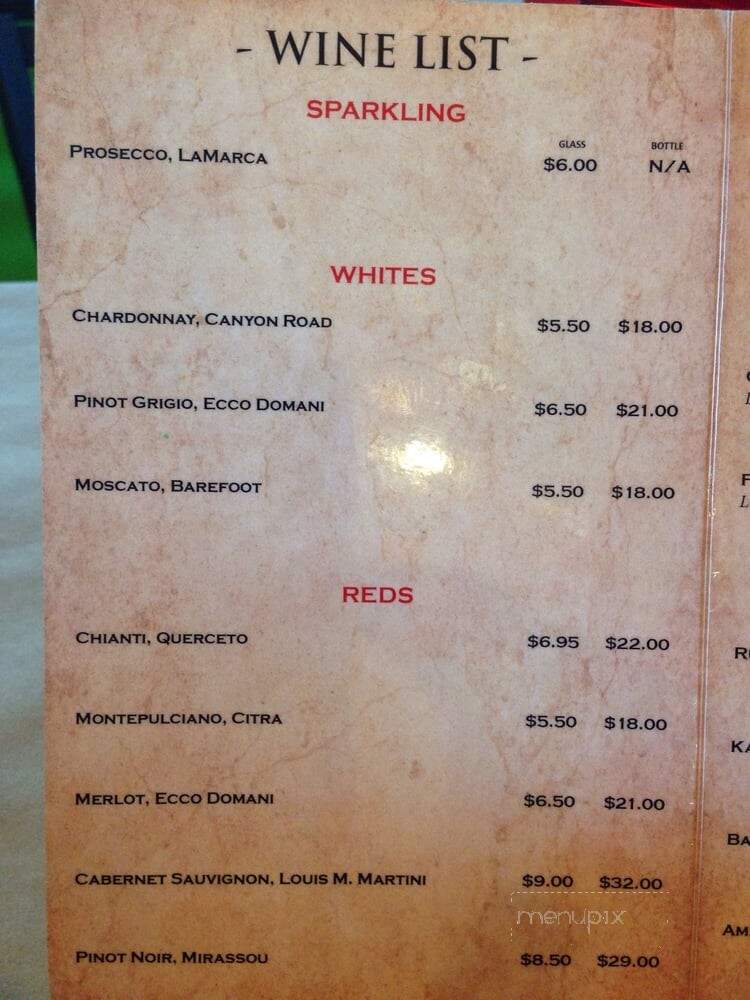 - WINE LIST -
SPARKLING
GLASS BOTTLE
PROSECCO, LAMARCA $6.00 N/A
WHITES
CHARDONNAY, CANYON ROAD $5.50 $18.00
PINOT GRIGIO, ECCO DOMANI $6.50 $21.00
MOSCATO, BAREFOOT $5.50 $18.00
REDS
CHIANTI, QUERCETO $6.95 $22.00
MONTEPULCIANO, CITRA $5.50 $18.00
MERLOT, ECCO DOMANI $6.50 $21.00
CABERNET SAUVIGNON, LOUIS M. MARTINI $9.00 $32.00
menupix
PINOT NOIR, MIRASSOU $8.50 $29.00